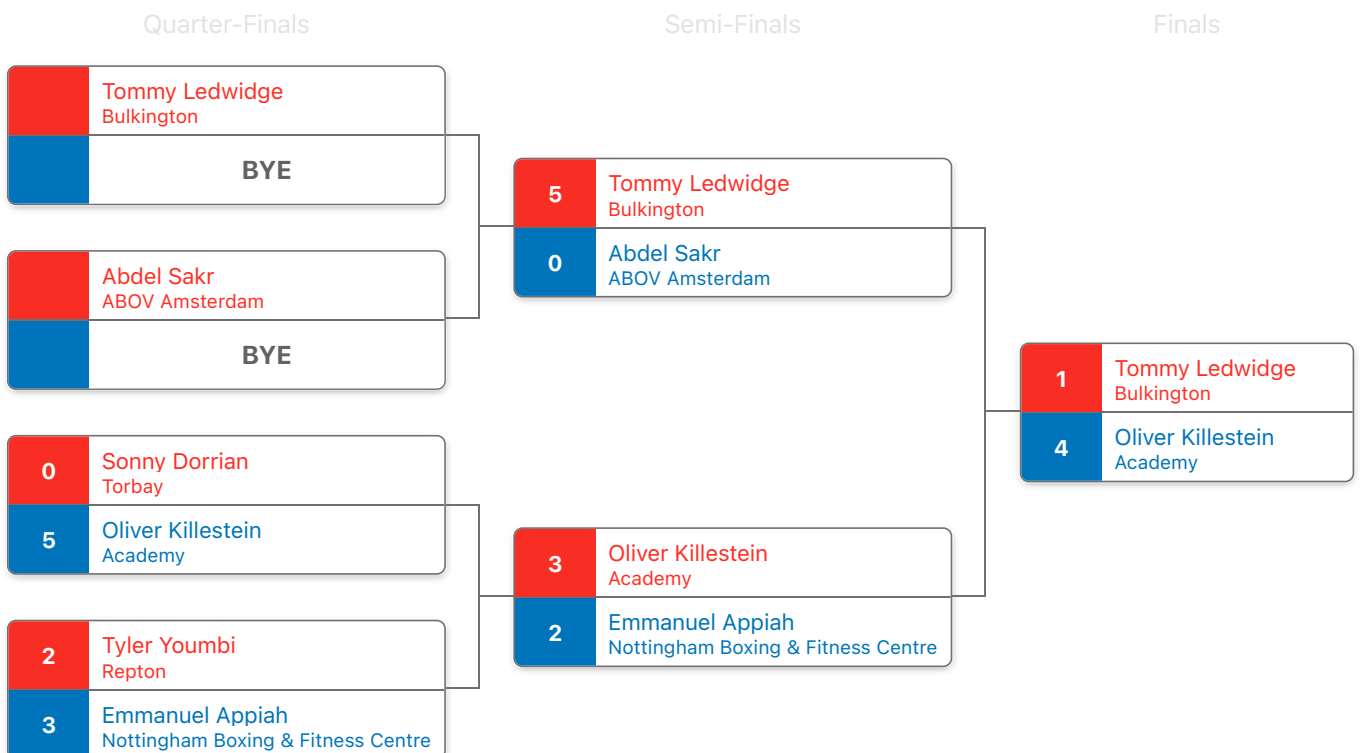 Quarter-Finals
Semi-Finals
Finals
Tommy Ledwidge
Bulkington
BYE
Abdel Sakr
ABOV Amsterdam
BYE
0
Sonny Dorrian
Torbay
5
Oliver Killestein
Academy
2
Tyler Youmbi
Repton
3
Emmanuel Appiah
Nottingham Boxing & Fitness Centre
5
Tommy Ledwidge
Bulkington
0
Abdel Sakr
ABOV Amsterdam
3
Oliver Killestein
Academy
2
Emmanuel Appiah
Nottingham Boxing & Fitness Centre
1
Tommy Ledwidge
Bulkington
4
Oliver Killestein
Academy